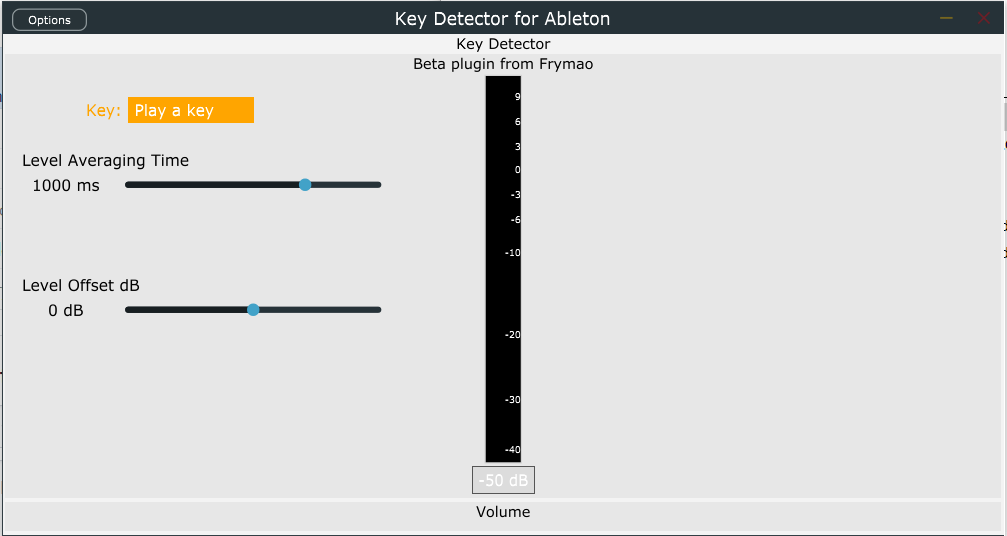 Options
Key Detector for Ableton
Key Detector
Beta plugin from Frymao
Key: Play a key
Level Averaging Time
1000 ms
Level Offset dB
0 dB
9
6
3
0
-3
-6
-10
-20
-30
-40
-50 dB
Volume